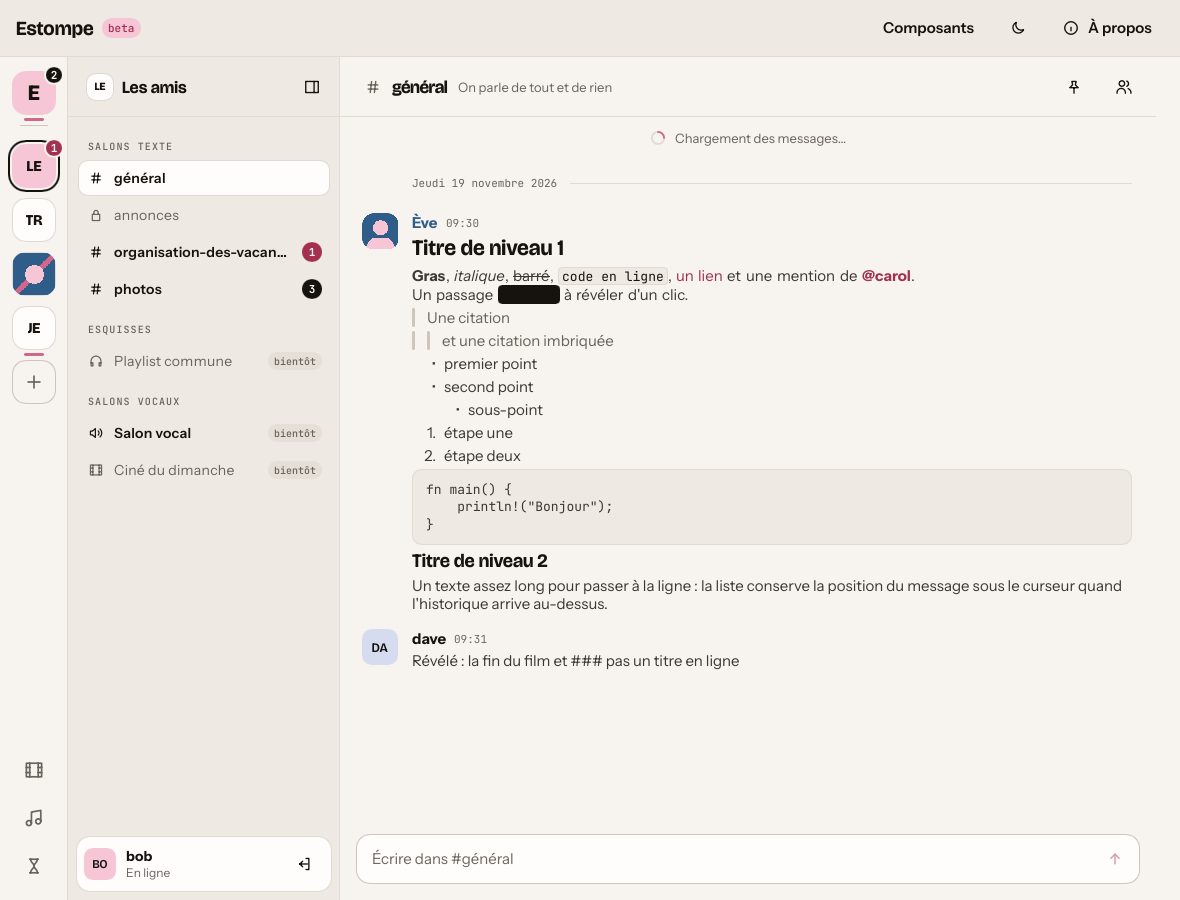 Estompe beta
Composants
À propos
E 2
LE 1
TR
JE
LE Les amis
SALONS TEXTE
# général
annonces
# organisation-des-vacan... 1
# photos 3
ESQUISSES
Playlist commune bientôt
SALONS VOCAUX
Salon vocal bientôt
Ciné du dimanche bientôt
BO bob
En ligne
# général On parle de tout et de rien
Chargement des messages…
Jeudi 19 novembre 2026
Ève 09:30
Titre de niveau 1
Gras, italique, barré, code en ligne, un lien et une mention de @carol.
Un passage à révéler d'un clic.
Une citation
et une citation imbriquée
• premier point
• second point
• sous-point
1. étape une
2. étape deux
fn main() {
    println!("Bonjour");
}
Titre de niveau 2
Un texte assez long pour passer à la ligne : la liste conserve la position du message sous le curseur quand
l'historique arrive au-dessus.
DA dave 09:31
Révélé : la fin du film et ### pas un titre en ligne
Écrire dans #général